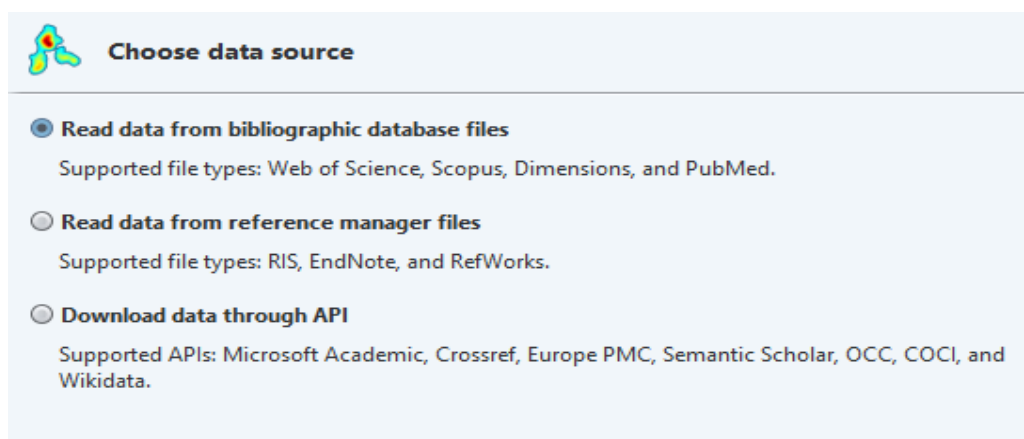 Choose data source
Read data from bibliographic database files
Supported file types: Web of Science, Scopus, Dimensions, and PubMed.
Read data from reference manager files
Supported file types: RIS, EndNote, and RefWorks.
Download data through API
Supported APIs: Microsoft Academic, Crossref, Europe PMC, Semantic Scholar, OCC, COCI, and
Wikidata.